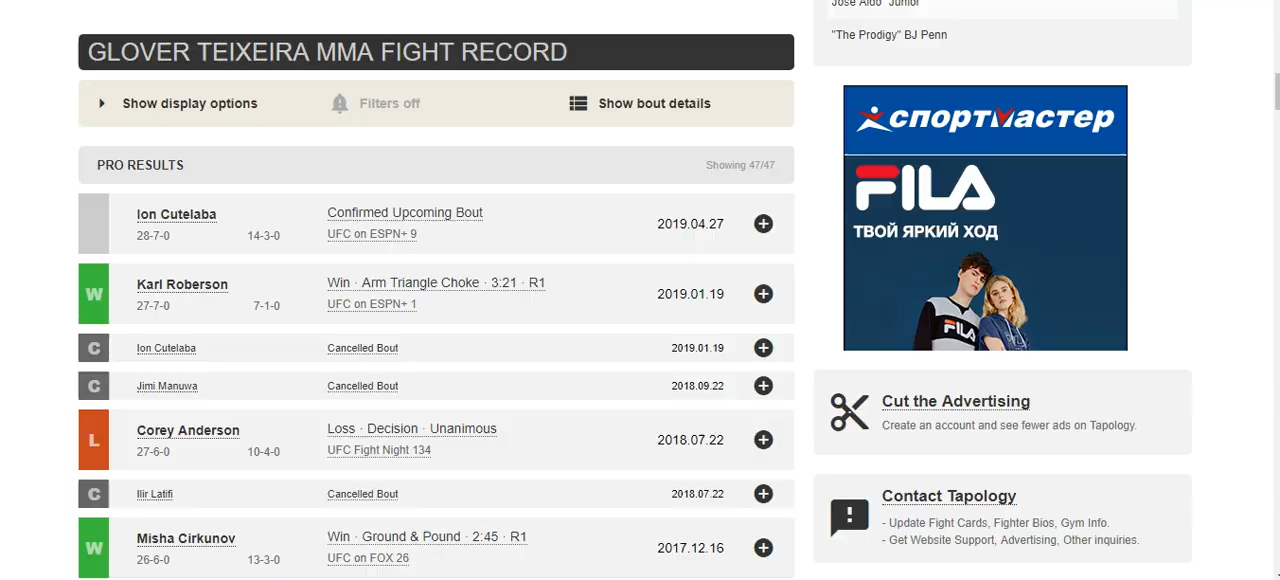 Jose Aldo "Junior"
"The Prodigy" BJ Penn
GLOVER TEIXEIRA MMA FIGHT RECORD
Show display options
Filters off
Show bout details
PRO RESULTS
Showing 47/47
Ion Cutelaba
28-7-0
14-3-0
Confirmed Upcoming Bout
UFC on ESPN+ 9
2019.04.27
W
Karl Roberson
27-7-0
7-1-0
Win · Arm Triangle Choke · 3:21 · R1
UFC on ESPN+ 1
2019.01.19
C
Ion Cutelaba
Cancelled Bout
2019.01.19
C
Jimi Manuwa
Cancelled Bout
2018.09.22
L
Corey Anderson
27-6-0
10-4-0
Loss · Decision · Unanimous
UFC Fight Night 134
2018.07.22
C
Ilir Latifi
Cancelled Bout
2018.07.22
W
Misha Cirkunov
26-6-0
13-3-0
Win · Ground & Pound · 2:45 · R1
UFC on FOX 26
2017.12.16
спортмастер
FILA
ТВОЙ ЯРКИЙ ХОД
FILA
Cut the Advertising
Create an account and see fewer ads on Tapology.
Contact Tapology
- Update Fight Cards, Fighter Bios, Gym Info.
- Get Website Support, Advertising, Other inquiries.